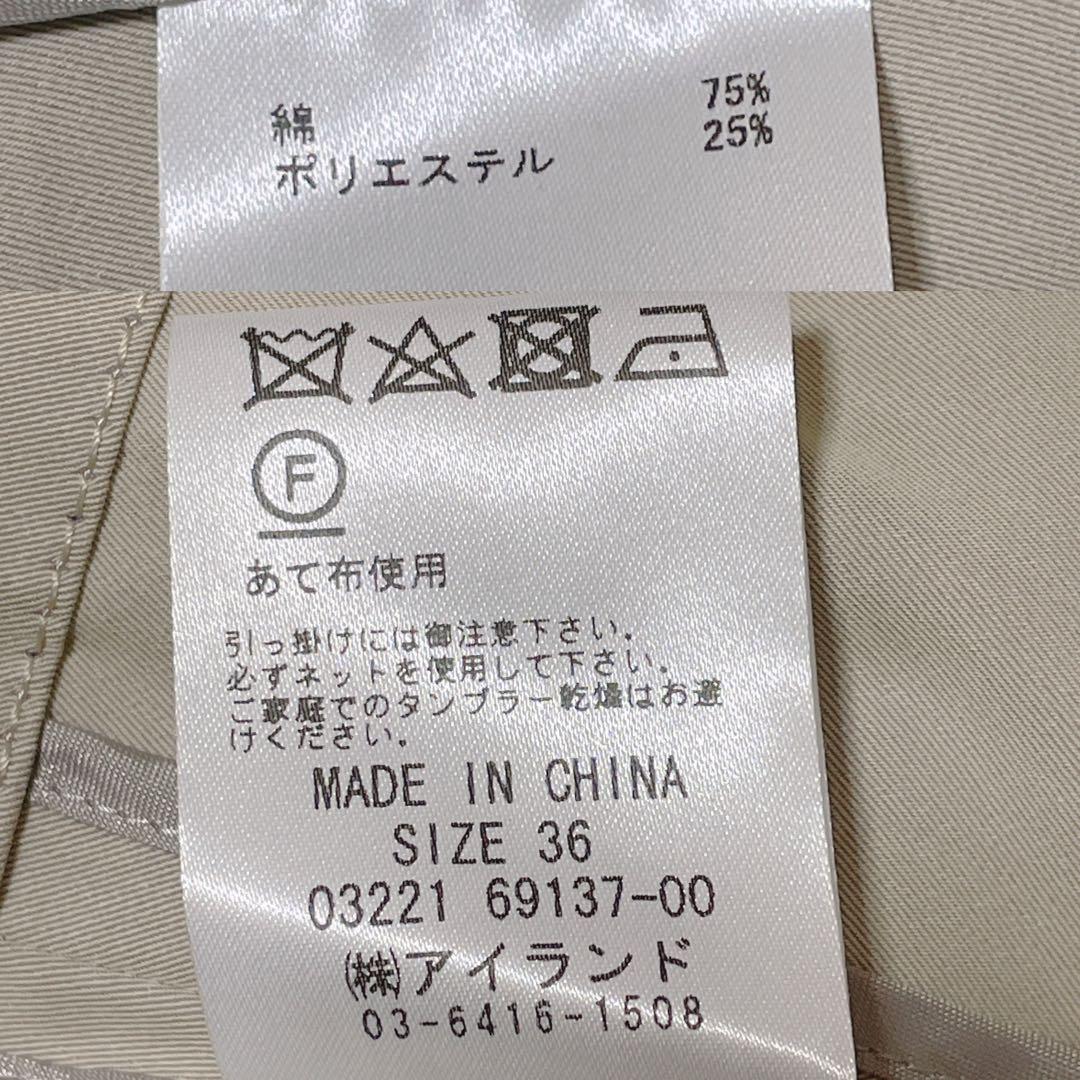 綿 75%
ポリエステル 25%
F
あて布使用
引っ掛けには御注意下さい.
必ずネットを使用して下さい.
ご家庭でのタンブラー乾燥はお避
けください.
MADE IN CHINA
SIZE 36
03221 69137-00
(株)アイランド
03-6416-1508